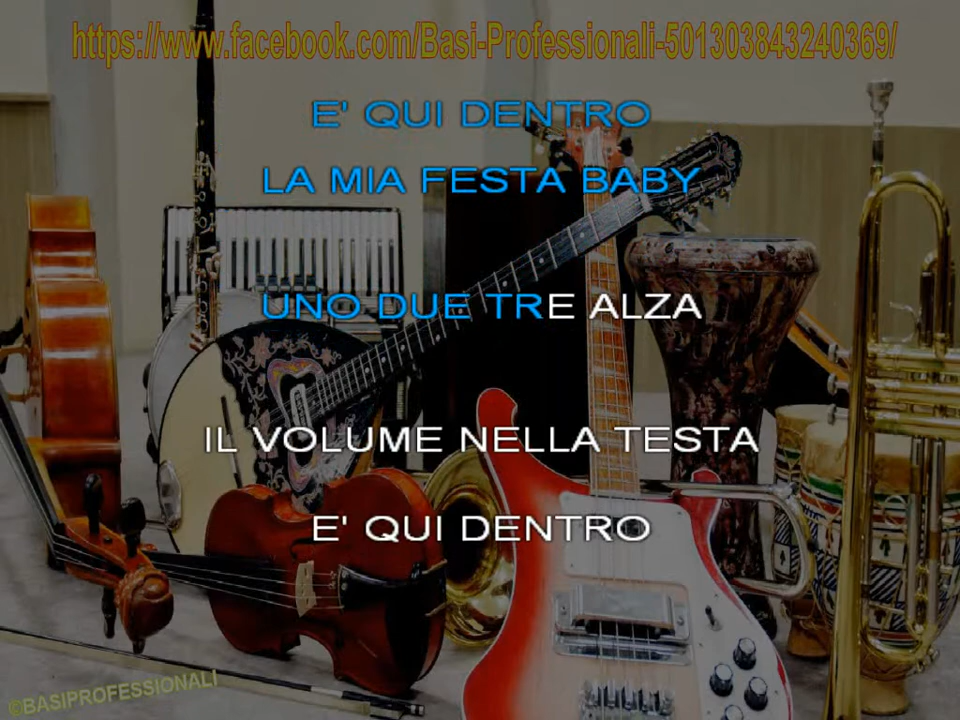 https://www.facebook.com/Basi-Professionali-501303843240369/
E' QUI DENTRO
LA MIA FESTA BABY
UNO DUE TRE ALZA
IL VOLUME NELLA TESTA
E' QUI DENTRO
©BASIPROFESSIONALI